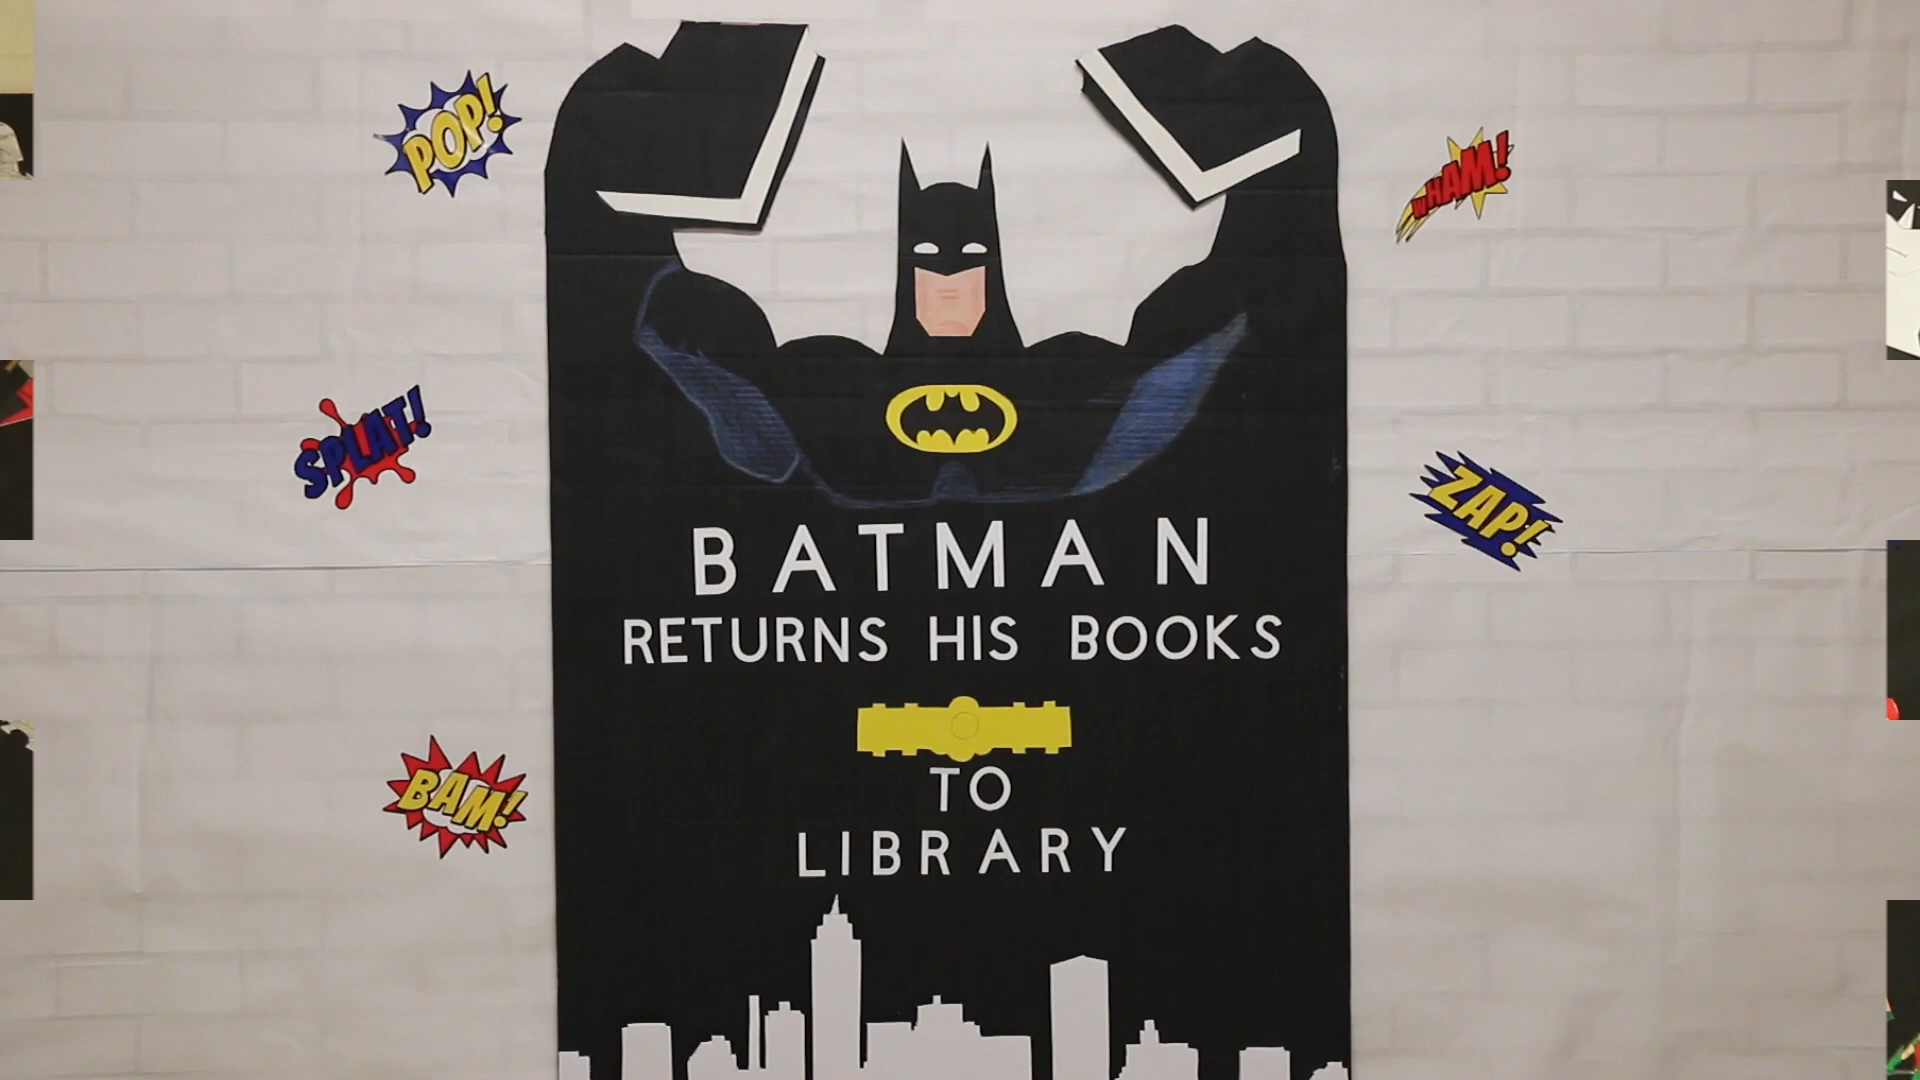 POP!
WHAM!
SPLAT!
ZAP!
BATMAN
RETURNS HIS BOOKS
TO
LIBRARY
BAM!